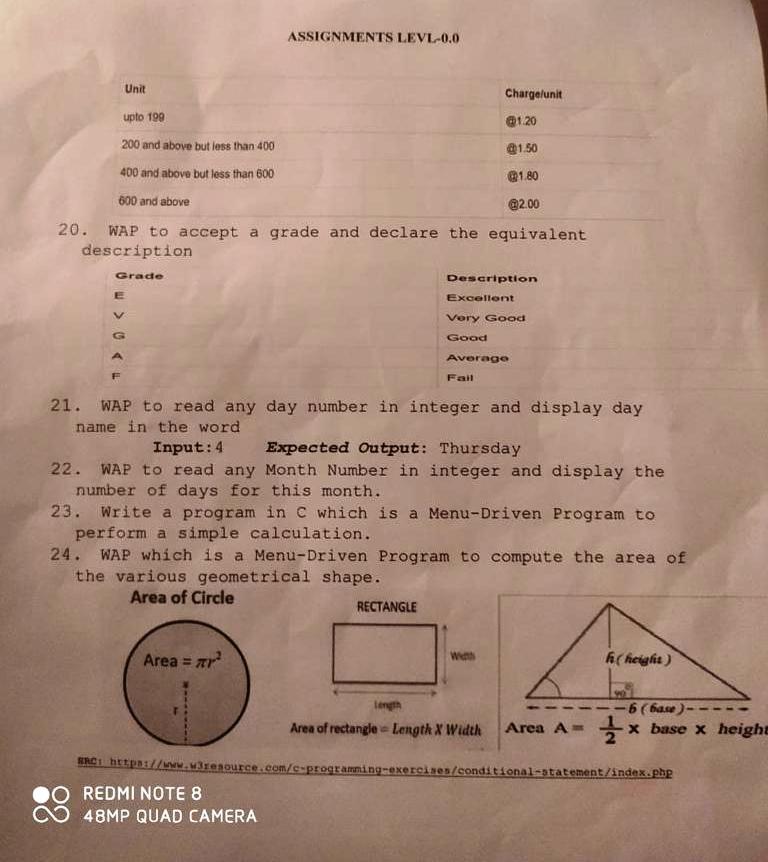 ASSIGNMENTS LEVL-0.0
Unit Charge/unit
upto 199 @1.20
200 and above but less than 400 @1.50
400 and above but less than 600 @1.80
600 and above @2.00
20. WAP to accept a grade and declare the equivalent
description
Grade Description
E Excellent
V Very Good
G Good
A Average
F Fail
21. WAP to read any day number in integer and display day
name in the word
Input:4 Expected Output: Thursday
22. WAP to read any Month Number in integer and display the
number of days for this month.
23. Write a program in C which is a Menu-Driven Program to
perform a simple calculation.
24. WAP which is a Menu-Driven Program to compute the area of
the various geometrical shape.
Area of Circle
Area = πr²
r
RECTANGLE
Width
Length
Area of rectangle = Length X Width
h (height)
90°
b (base)
Area A = 1/2 x base x height
SRC: https://www.w3resource.com/c-programming-exercises/conditional-statement/index.php
REDMI NOTE 8
48MP QUAD CAMERA